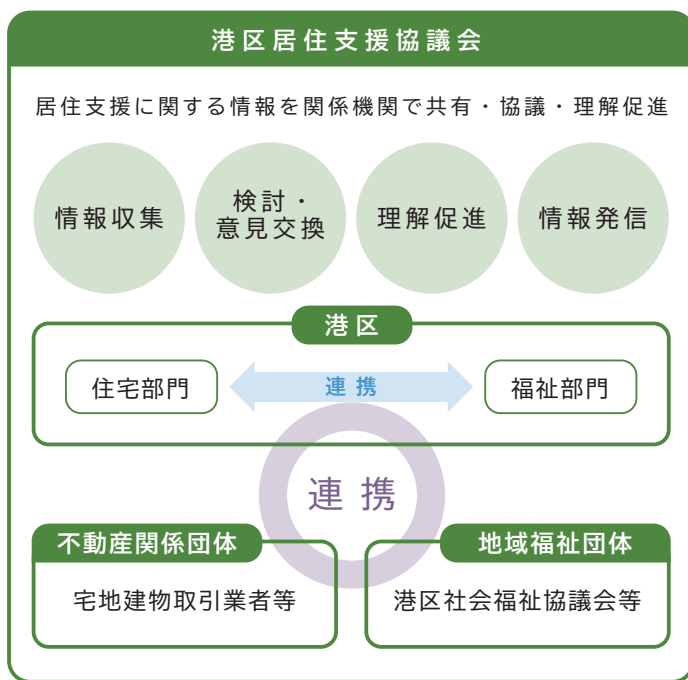 港区居住支援協議会
居住支援に関する情報を関係機関で共有・協議・理解促進
情報収集
検討・
意見交換
理解促進
情報発信
港区
住宅部門
連携
福祉部門
連携
不動産関係団体
宅地建物取引業者等
地域福祉団体
港区社会福祉協議会等